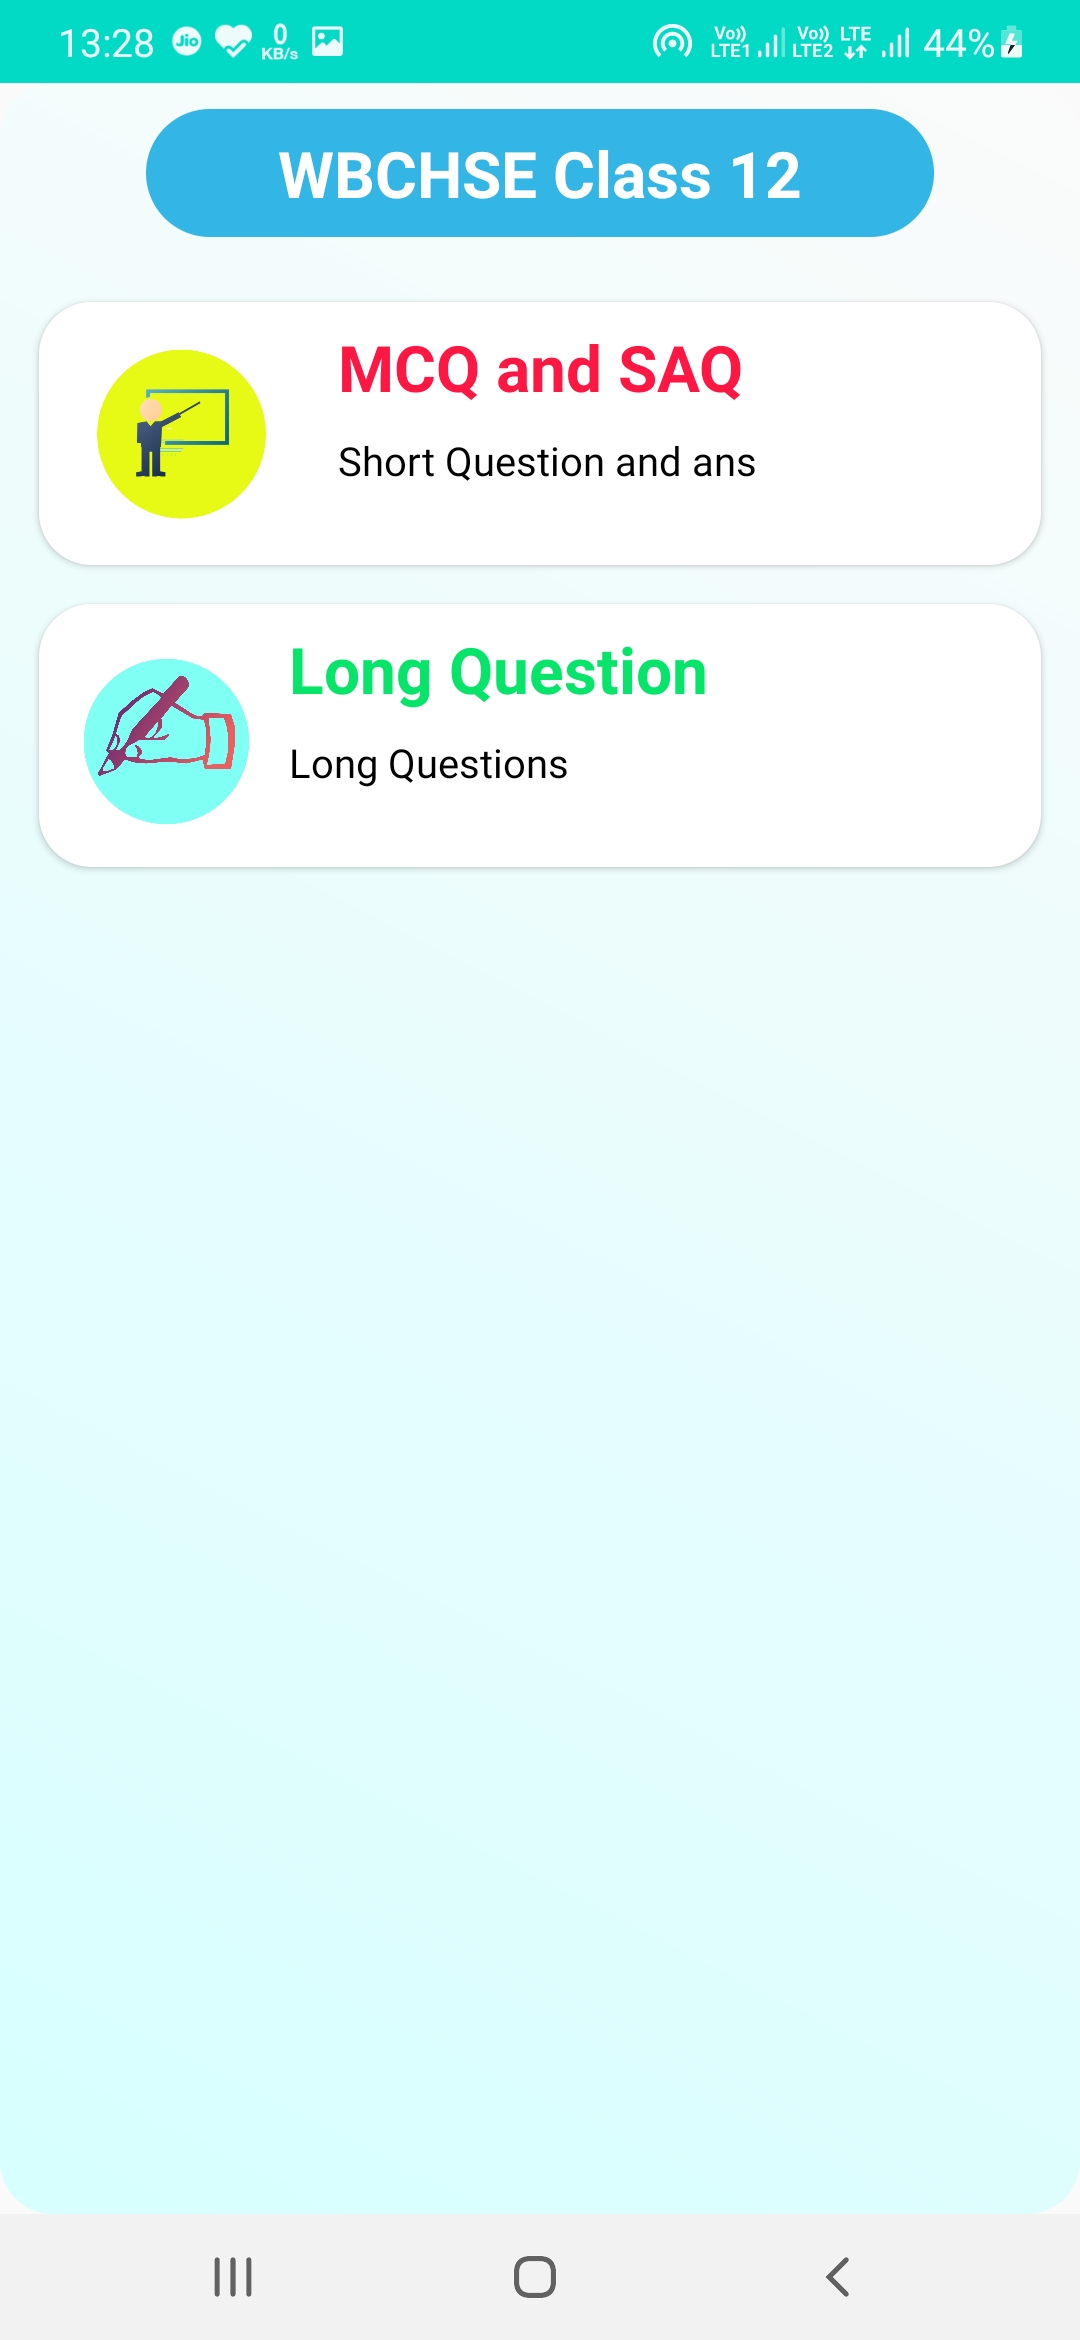 13:28 Jio 0 KB/s Vo)) LTE1 Vo)) LTE2 LTE 44%
WBCHSE Class 12
MCQ and SAQ
Short Question and ans
Long Question
Long Questions